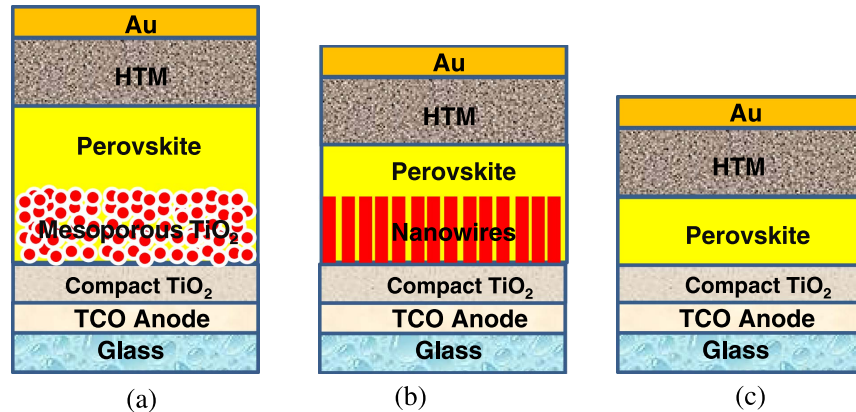 Au
HTM
Perovskite
Mesoporous TiO₂
Compact TiO₂
TCO Anode
Glass
(a)
Au
HTM
Perovskite
Nanowires
Compact TiO₂
TCO Anode
Glass
(b)
Au
HTM
Perovskite
Compact TiO₂
TCO Anode
Glass
(c)